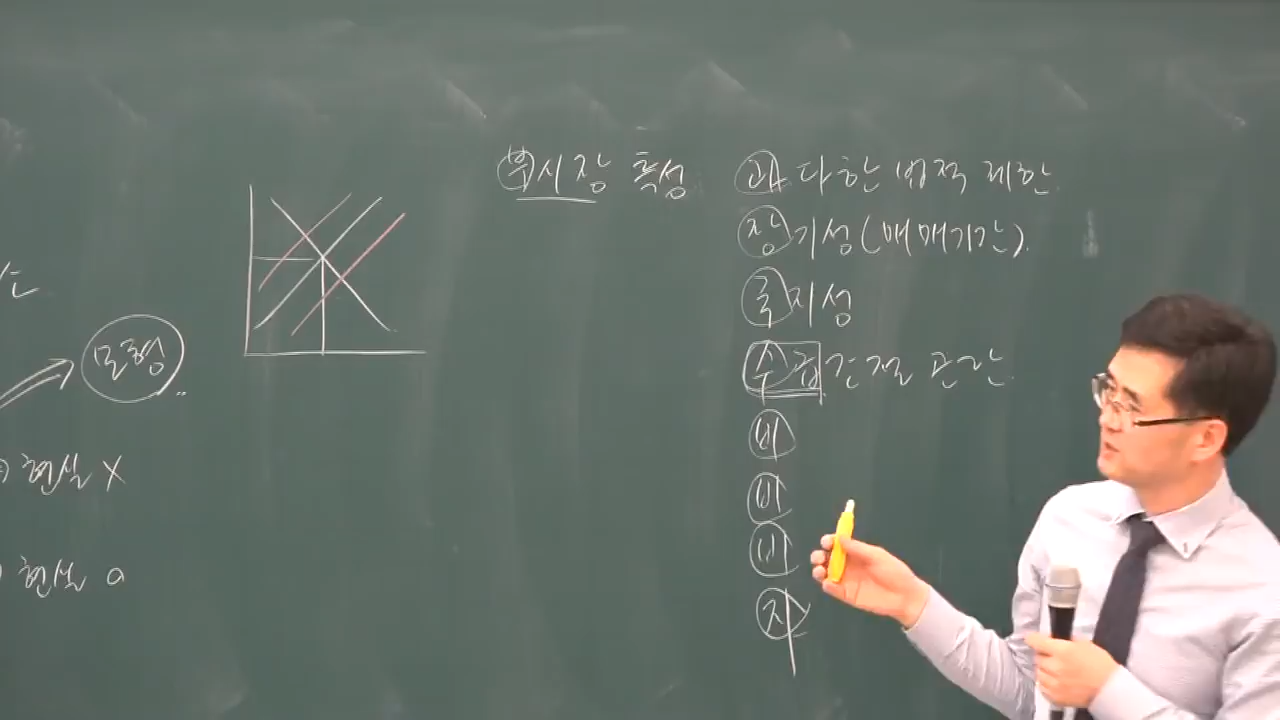 모형
현실 X
현실 o
부시장 특성
과다한 법적 제한
장기성(매매기간).
국지성
수급조절 곤란
비
비
비
자